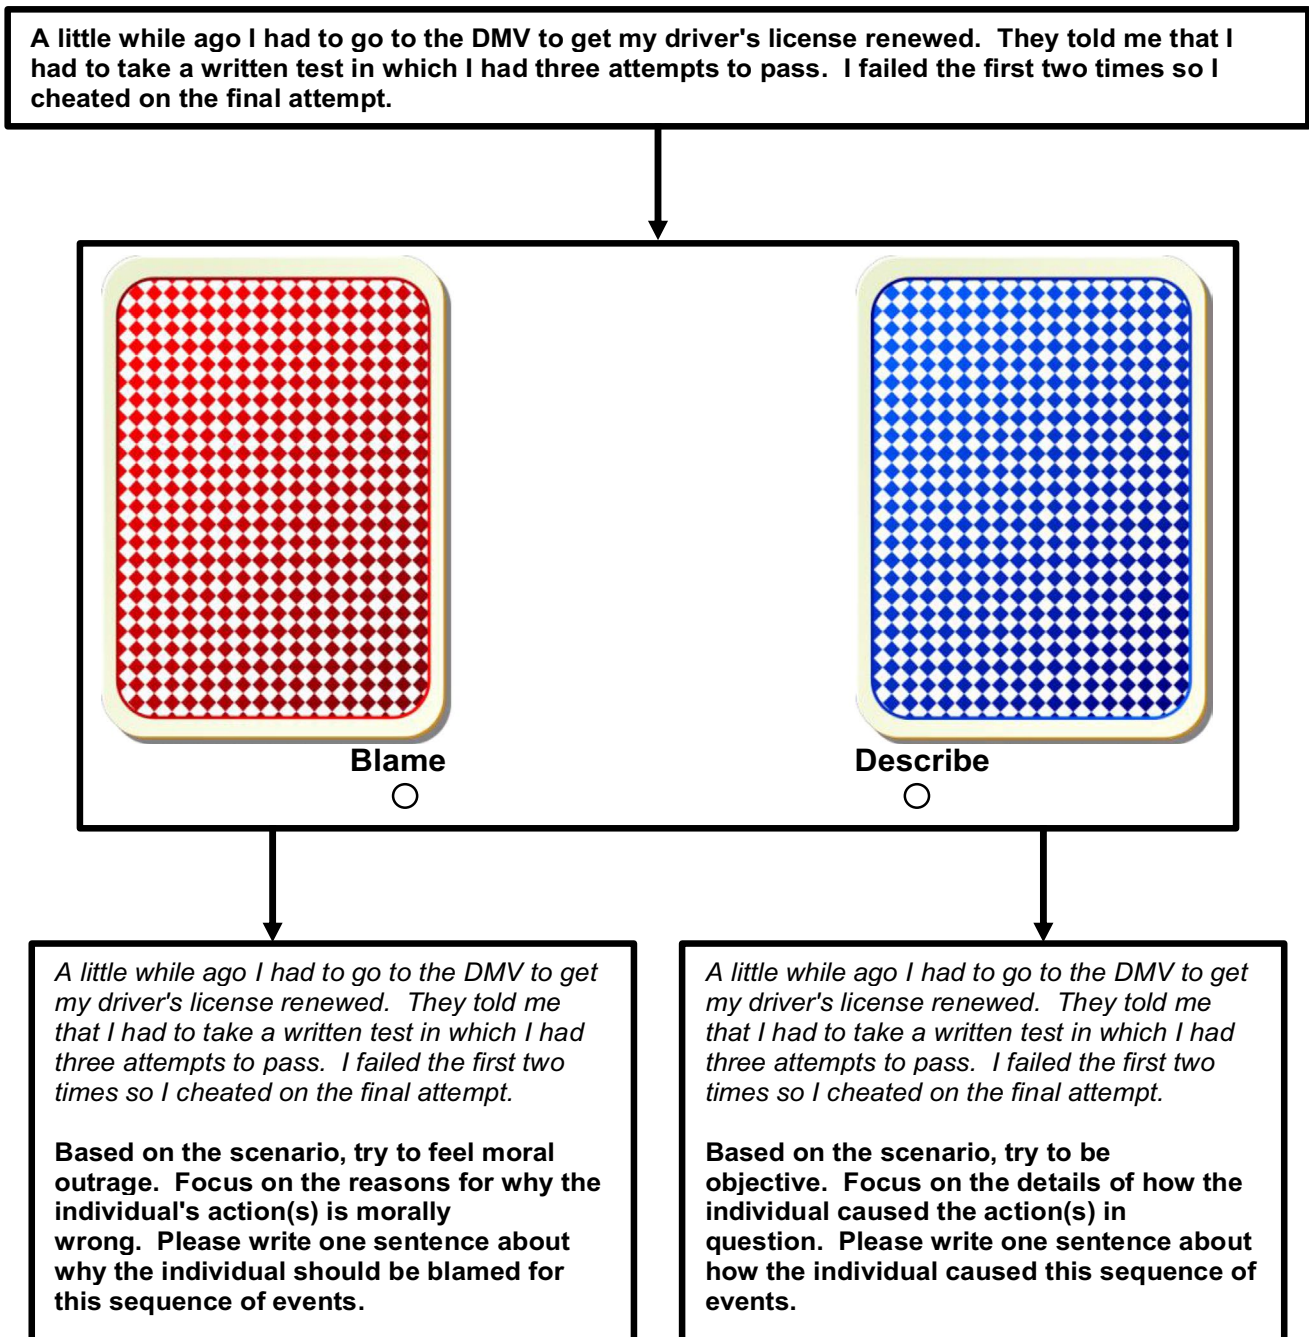 A little while ago I had to go to the DMV to get my driver's license renewed.  They told me that I
had to take a written test in which I had three attempts to pass.  I failed the first two times so I
cheated on the final attempt.
Blame
Describe
A little while ago I had to go to the DMV to get
my driver's license renewed.  They told me
that I had to take a written test in which I had
three attempts to pass.  I failed the first two
times so I cheated on the final attempt.
Based on the scenario, try to feel moral
outrage.  Focus on the reasons for why the
individual's action(s) is morally
wrong.  Please write one sentence about
why the individual should be blamed for
this sequence of events.
A little while ago I had to go to the DMV to get
my driver's license renewed.  They told me
that I had to take a written test in which I had
three attempts to pass.  I failed the first two
times so I cheated on the final attempt.
Based on the scenario, try to be
objective.  Focus on the details of how the
individual caused the action(s) in
question.  Please write one sentence about
how the individual caused this sequence of
events.